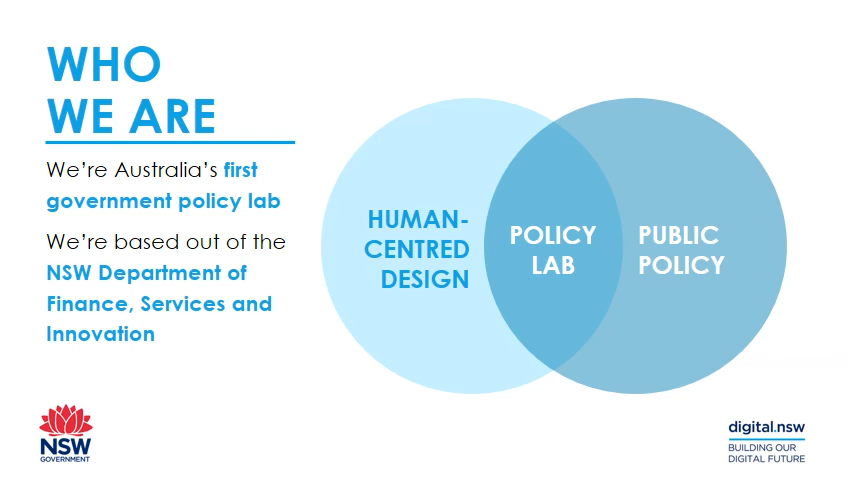 WHO
WE ARE
We’re Australia’s first
government policy lab
We’re based out of the
NSW Department of
Finance, Services and
Innovation
HUMAN-
CENTRED
DESIGN
POLICY
LAB
PUBLIC
POLICY
NSW
GOVERNMENT
digital.nsw
BUILDING OUR
DIGITAL FUTURE